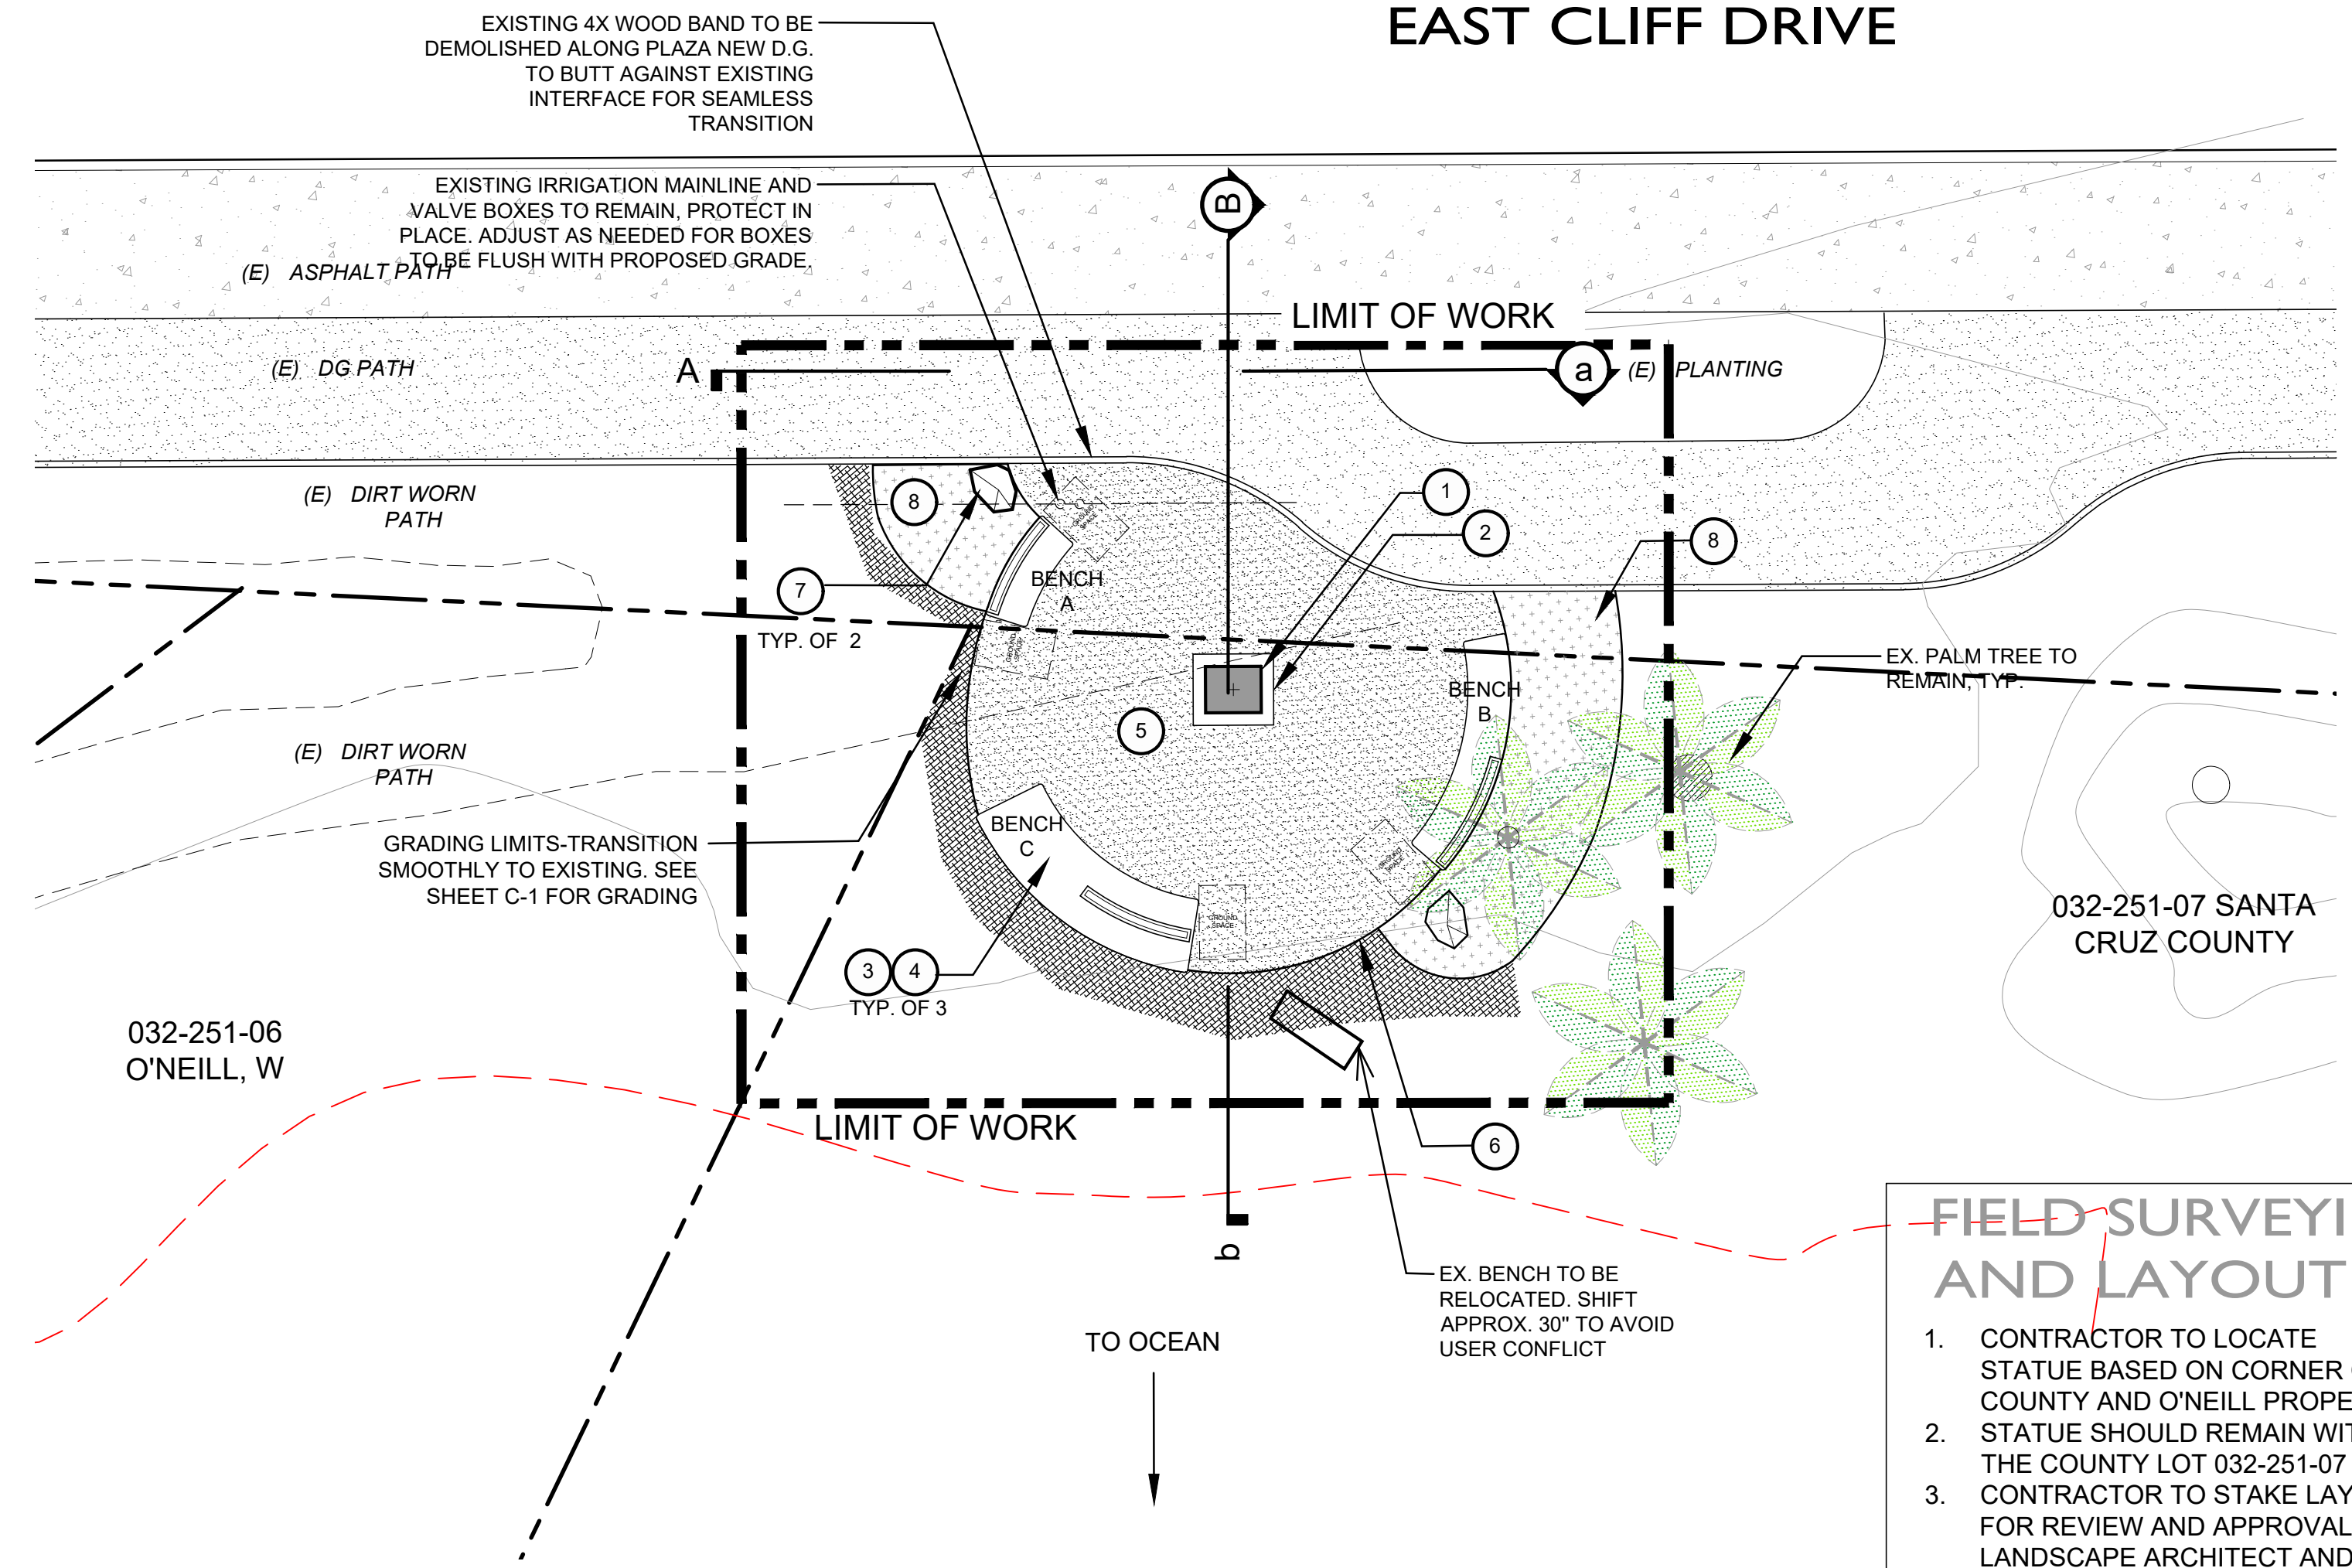 EAST CLIFF DRIVE
EXISTING 4X WOOD BAND TO BE
DEMOLISHED ALONG PLAZA NEW D.G.
TO BUTT AGAINST EXISTING
INTERFACE FOR SEAMLESS
TRANSITION
EXISTING IRRIGATION MAINLINE AND
VALVE BOXES TO REMAIN, PROTECT IN
PLACE. ADJUST AS NEEDED FOR BOXES
TO BE FLUSH WITH PROPOSED GRADE.
(E) ASPHALT PATH
B
LIMIT OF WORK
(E) DG PATH
A
a
(E) PLANTING
(E) DIRT WORN
PATH
8
1
2
8
7
TYP. OF 2
BENCH
A
GROUND
SPACE
GROUND
SPACE
EX. PALM TREE TO
REMAIN, TYP.
BENCH
B
5
(E) DIRT WORN
PATH
GRADING LIMITS-TRANSITION
SMOOTHLY TO EXISTING. SEE
SHEET C-1 FOR GRADING
BENCH
C
GROUND
SPACE
GROUND
SPACE
3
4
TYP. OF 3
032-251-07 SANTA
CRUZ COUNTY
032-251-06
O'NEILL, W
LIMIT OF WORK
6
b
EX. BENCH TO BE
RELOCATED. SHIFT
APPROX. 30" TO AVOID
USER CONFLICT
TO OCEAN
FIELD SURVEYI
AND LAYOUT
1. CONTRACTOR TO LOCATE
STATUE BASED ON CORNER
COUNTY AND O'NEILL PROPE
2. STATUE SHOULD REMAIN WIT
THE COUNTY LOT 032-251-07
3. CONTRACTOR TO STAKE LAY
FOR REVIEW AND APPROVAL
LANDSCAPE ARCHITECT AND